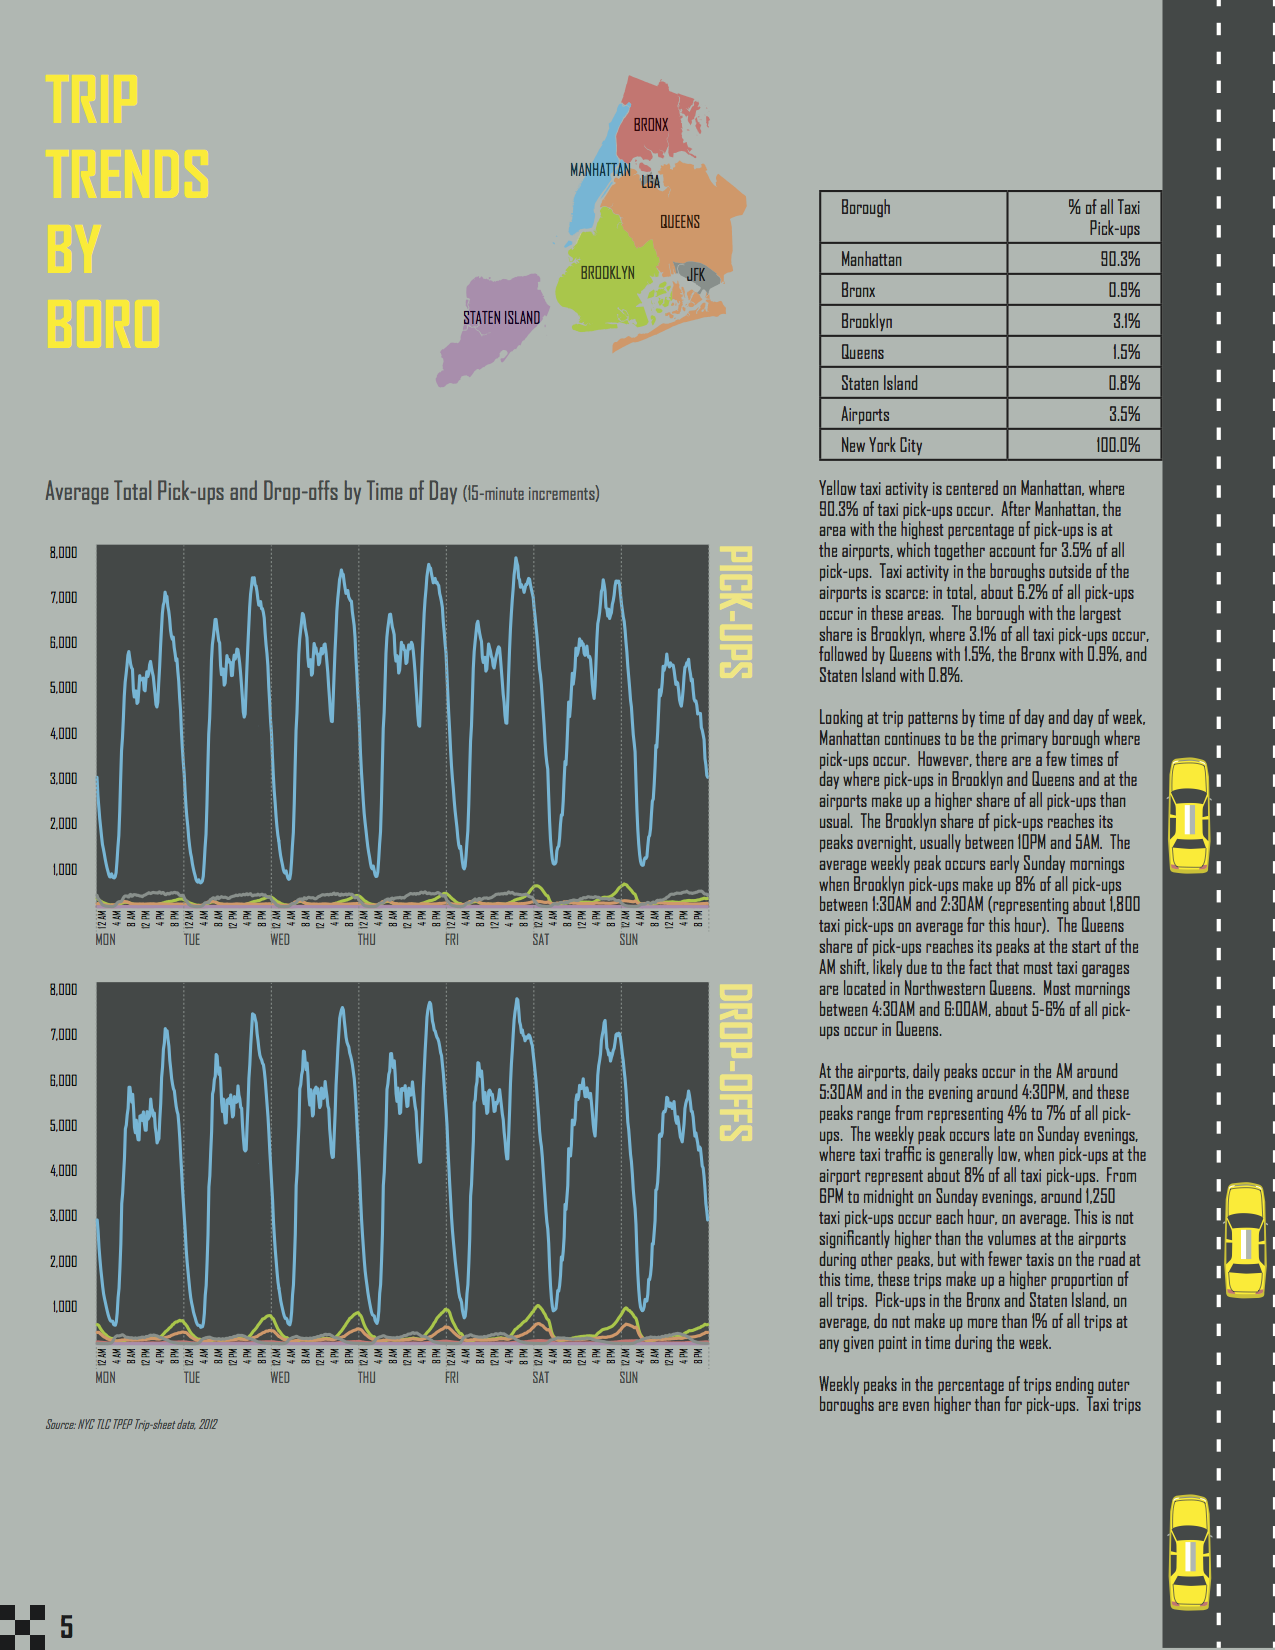 TRIP
TRENDS
BY
BORO
BRONX
MANHATTAN
LGA
QUEENS
BROOKLYN
JFK
STATEN ISLAND
Borough % of all Taxi
Pick-ups
Manhattan 90.3%
Bronx 0.9%
Brooklyn 3.1%
Queens 1.5%
Staten Island 0.8%
Airports 3.5%
New York City 100.0%
Average Total Pick-ups and Drop-offs by Time of Day (15-minute increments)
PICK-UPS
8,000
7,000
6,000
5,000
4,000
3,000
2,000
1,000
12 AM 4 AM 8 AM 12 PM 4 PM 8 PM 12 AM 4 AM 8 AM 12 PM 4 PM 8 PM 12 AM 4 AM 8 AM 12 PM 4 PM 8 PM 12 AM 4 AM 8 AM 12 PM 4 PM 8 PM 12 AM 4 AM 8 AM 12 PM 4 PM 8 PM 12 AM 4 AM 8 AM 12 PM 4 PM 8 PM 12 AM 4 AM 8 AM 12 PM 4 PM 8 PM
MON TUE WED THU FRI SAT SUN
DROP-OFFS
8,000
7,000
6,000
5,000
4,000
3,000
2,000
1,000
12 AM 4 AM 8 AM 12 PM 4 PM 8 PM 12 AM 4 AM 8 AM 12 PM 4 PM 8 PM 12 AM 4 AM 8 AM 12 PM 4 PM 8 PM 12 AM 4 AM 8 AM 12 PM 4 PM 8 PM 12 AM 4 AM 8 AM 12 PM 4 PM 8 PM 12 AM 4 AM 8 AM 12 PM 4 PM 8 PM 12 AM 4 AM 8 AM 12 PM 4 PM 8 PM
MON TUE WED THU FRI SAT SUN
Source: NYC TLC TPEP Trip-sheet data, 2012
Yellow taxi activity is centered on Manhattan, where
90.3% of taxi pick-ups occur. After Manhattan, the
area with the highest percentage of pick-ups is at
the airports, which together account for 3.5% of all
pick-ups. Taxi activity in the boroughs outside of the
airports is scarce: in total, about 6.2% of all pick-ups
occur in these areas. The borough with the largest
share is Brooklyn, where 3.1% of all taxi pick-ups occur,
followed by Queens with 1.5%, the Bronx with 0.9%, and
Staten Island with 0.8%.
Looking at trip patterns by time of day and day of week,
Manhattan continues to be the primary borough where
pick-ups occur. However, there are a few times of
day where pick-ups in Brooklyn and Queens and at the
airports make up a higher share of all pick-ups than
usual. The Brooklyn share of pick-ups reaches its
peaks overnight, usually between 10PM and 5AM. The
average weekly peak occurs early Sunday mornings
when Brooklyn pick-ups make up 8% of all pick-ups
between 1:30AM and 2:30AM (representing about 1,800
taxi pick-ups on average for this hour). The Queens
share of pick-ups reaches its peaks at the start of the
AM shift, likely due to the fact that most taxi garages
are located in Northwestern Queens. Most mornings
between 4:30AM and 6:00AM, about 5-6% of all pick-
ups occur in Queens.
At the airports, daily peaks occur in the AM around
5:30AM and in the evening around 4:30PM, and these
peaks range from representing 4% to 7% of all pick-
ups. The weekly peak occurs late on Sunday evenings,
where taxi traffic is generally low, when pick-ups at the
airport represent about 8% of all taxi pick-ups. From
6PM to midnight on Sunday evenings, around 1,250
taxi pick-ups occur each hour, on average. This is not
significantly higher than the volumes at the airports
during other peaks, but with fewer taxis on the road at
this time, these trips make up a higher proportion of
all trips. Pick-ups in the Bronx and Staten Island, on
average, do not make up more than 1% of all trips at
any given point in time during the week.
Weekly peaks in the percentage of trips ending outer
boroughs are even higher than for pick-ups. Taxi trips
5